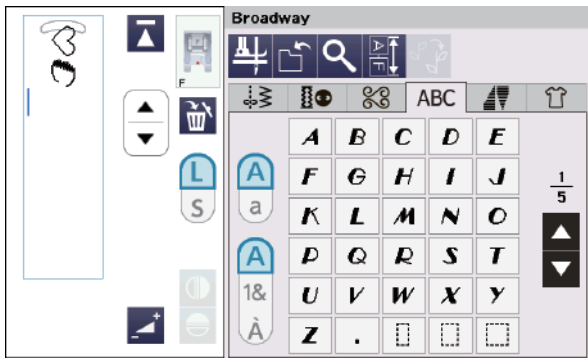 Broadway
F
A F
ABC
A B C D E
A
F G H I J
1
5
L
S
a
K L M N O
A
P Q R S T
1&
U V W X Y
À
Z .